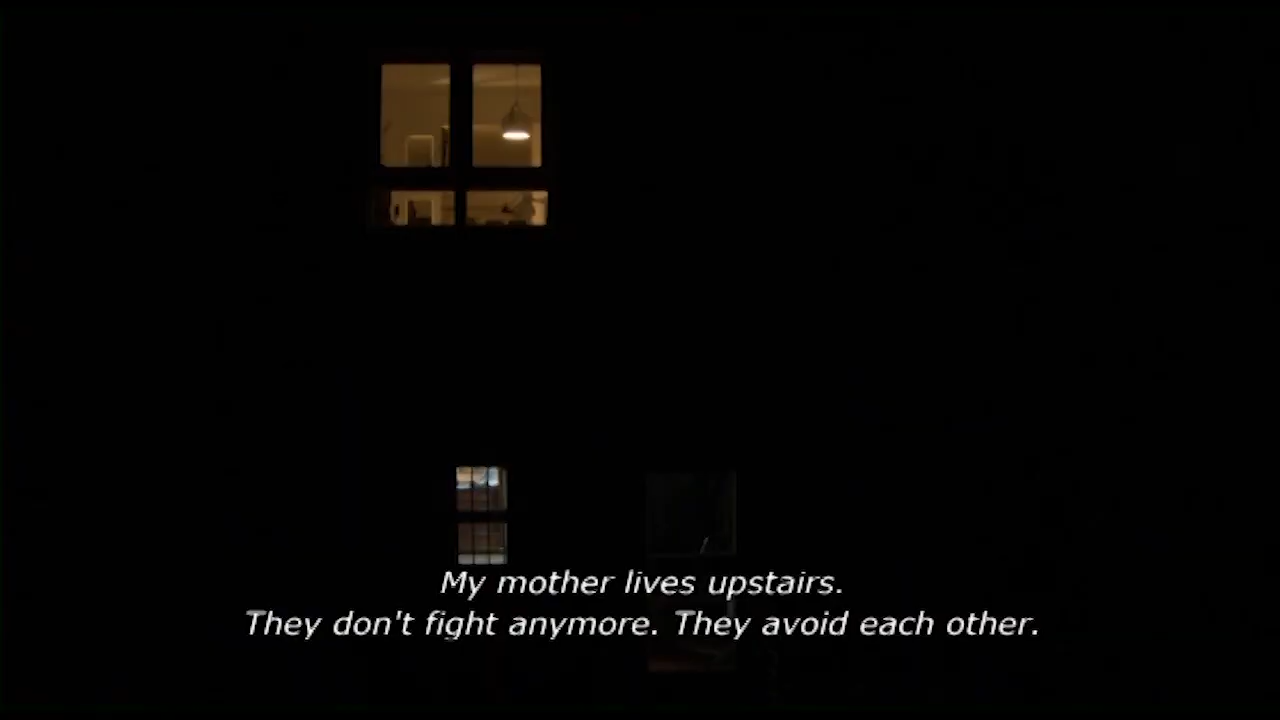 My mother lives upstairs.
They don't fight anymore. They avoid each other.